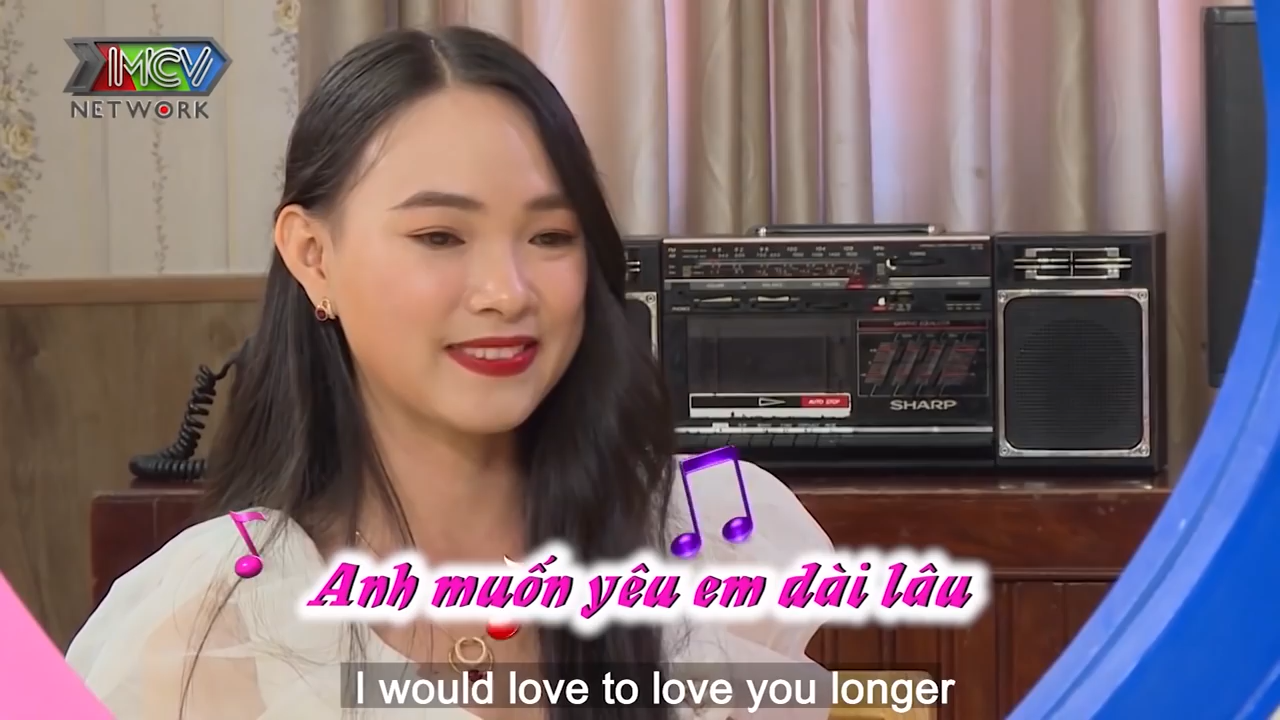 MCV
NETWORK
AUTO STOP
SHARP
Anh muốn yêu em dài lâu
I would love to love you longer